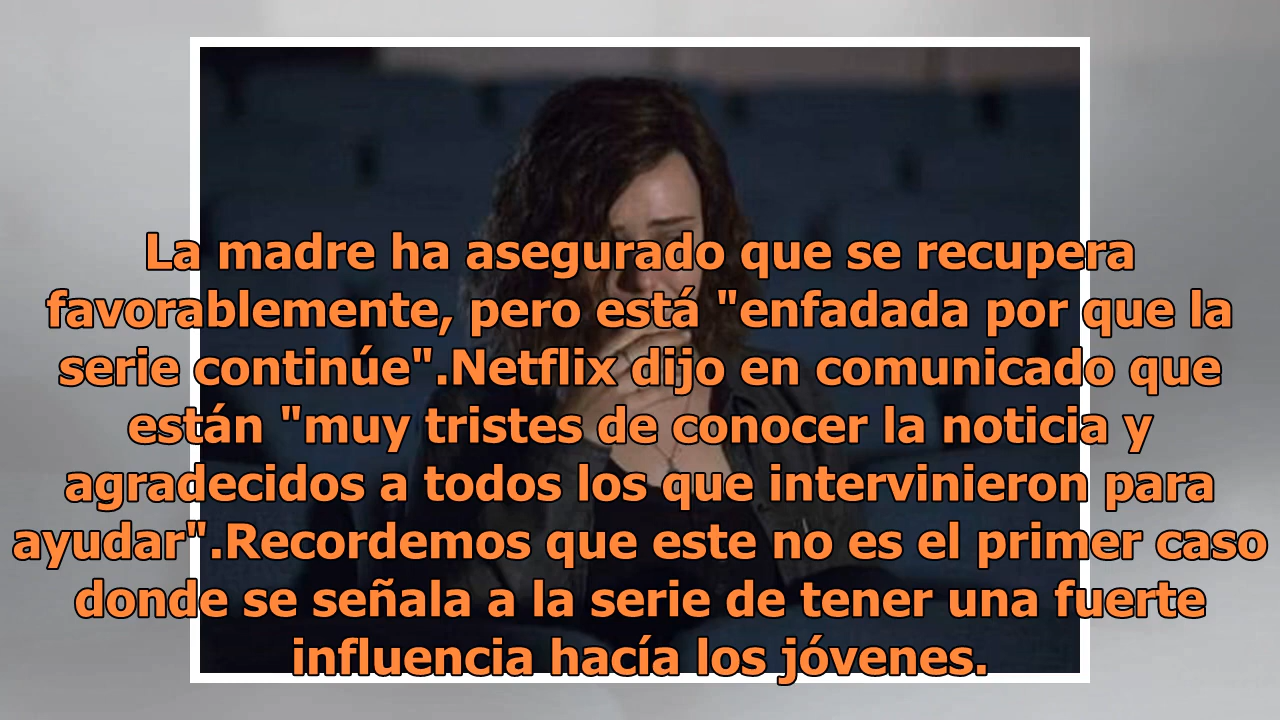 La madre ha asegurado que se recupera
favorablemente, pero está "enfadada por que la
serie continúe".Netflix dijo en comunicado que
están "muy tristes de conocer la noticia y
agradecidos a todos los que intervinieron para
ayudar".Recordemos que este no es el primer caso
donde se señala a la serie de tener una fuerte
influencia hacía los jóvenes.